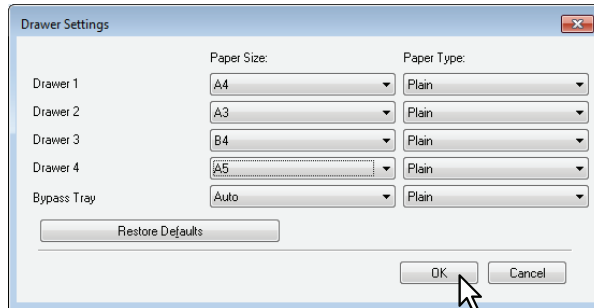 Drawer Settings
Paper Size: Paper Type:
Drawer 1 A4 Plain
Drawer 2 A3 Plain
Drawer 3 B4 Plain
Drawer 4 A5 Plain
Bypass Tray Auto Plain
Restore Defaults
OK Cancel